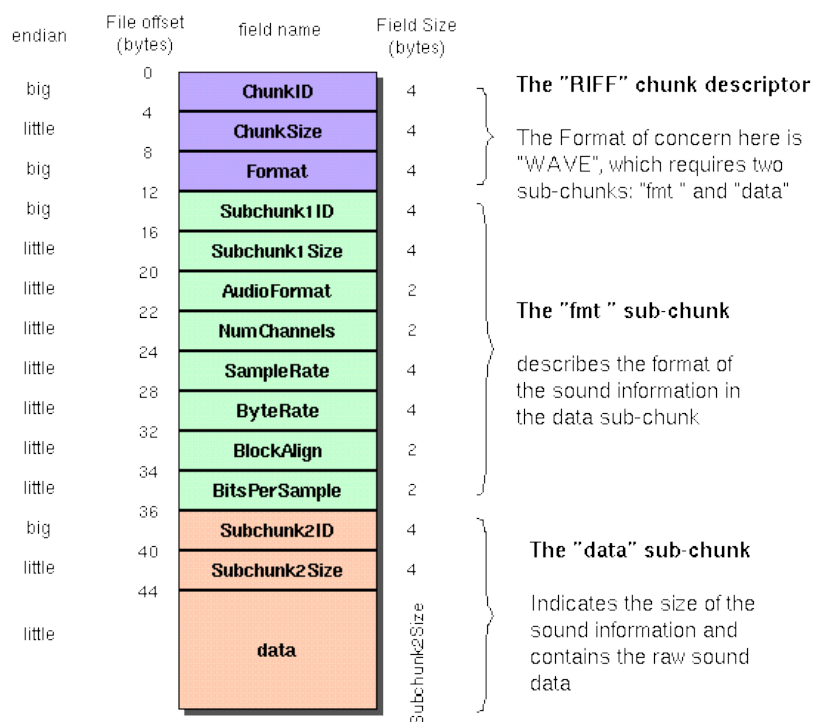 endian
File offset
(bytes)
field name
Field Size
(bytes)
0
big
ChunkID
4
4
little
ChunkSize
4
8
big
Format
4
12
big
Subchunk1ID
4
16
little
Subchunk1Size
4
20
little
AudioFormat
2
22
little
NumChannels
2
24
little
SampleRate
4
28
little
ByteRate
4
32
little
BlockAlign
2
34
little
BitsPerSample
2
36
big
Subchunk2ID
4
40
little
Subchunk2Size
4
44
little
data
Subchunk2Size
The "RIFF" chunk descriptor
The Format of concern here is
"WAVE", which requires two
sub-chunks: "fmt " and "data"
The "fmt " sub-chunk
describes the format of
the sound information in
the data sub-chunk
The "data" sub-chunk
Indicates the size of the
sound information and
contains the raw sound
data